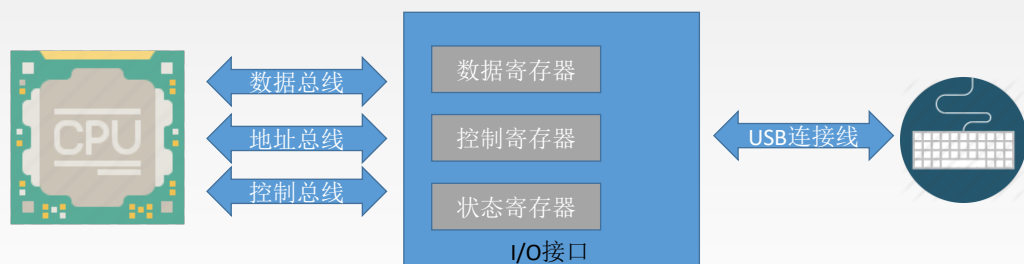 CPU
数据总线
地址总线
控制总线
数据寄存器
控制寄存器
状态寄存器
I/O接口
USB连接线